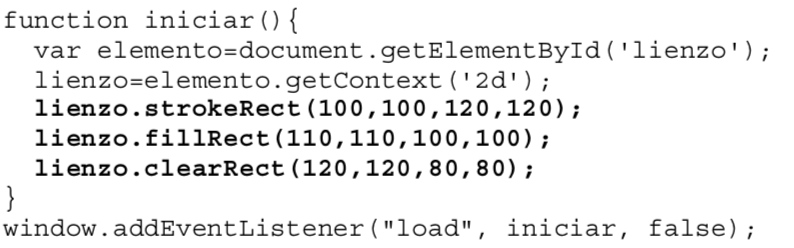 function iniciar(){
  var elemento=document.getElementById('lienzo');
  lienzo=elemento.getContext('2d');
  lienzo.strokeRect(100,100,120,120);
  lienzo.fillRect(110,110,100,100);
  lienzo.clearRect(120,120,80,80);
}
window.addEventListener("load", iniciar, false);